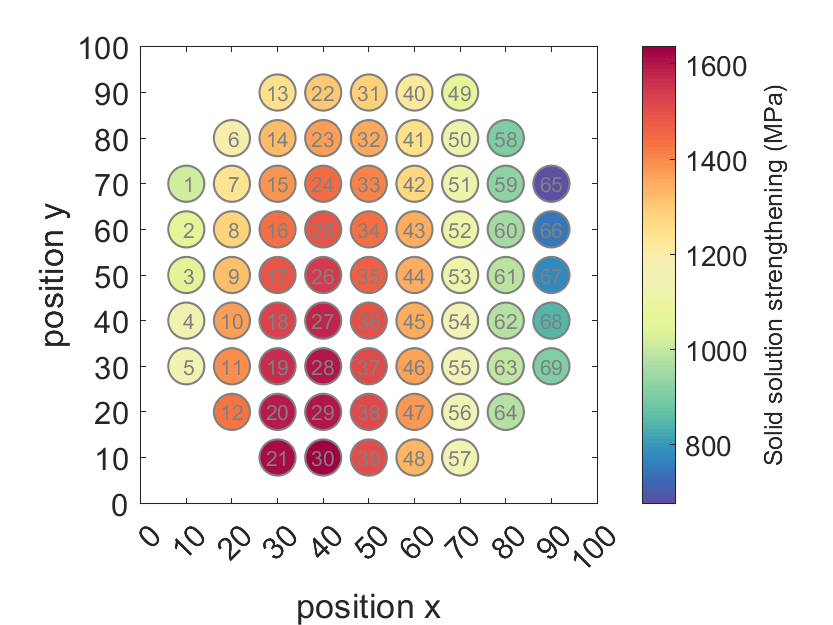 100
90
80
70
60
50
40
30
20
10
0
position y
13 22 31 40 49
6 14 23 32 41 50 58
1 7 15 24 33 42 51 59 65
2 8 16 25 34 43 52 60 66
3 9 17 26 35 44 53 61 67
4 10 18 27 36 45 54 62 68
5 11 19 28 37 46 55 63 69
12 20 29 38 47 56 64
21 30 39 48 57
0 10 20 30 40 50 60 70 80 90 100
position x
1600
1400
1200
1000
800
Solid solution strengthening (MPa)